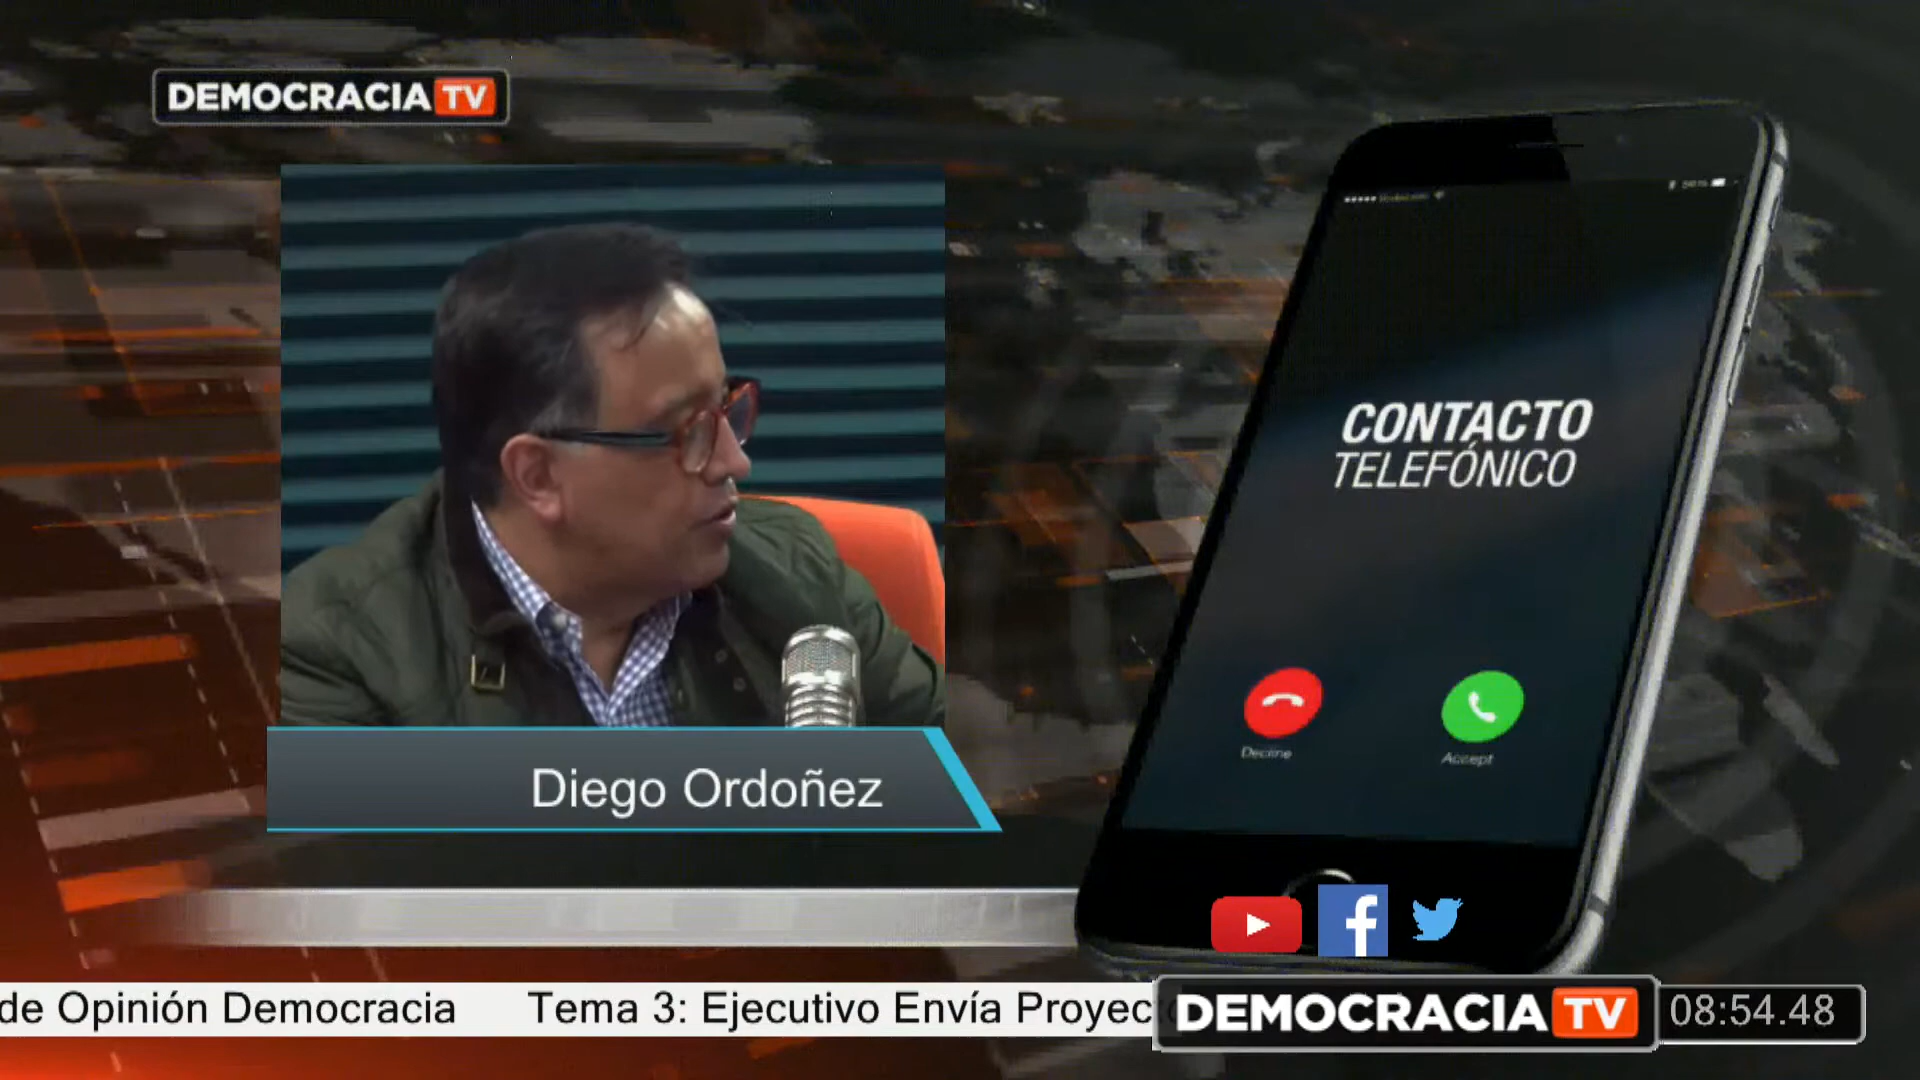 DEMOCRACIA TV
CONTACTO
TELEFÓNICO
Decline
Accept
Diego Ordoñez
de Opinión Democracia Tema 3: Ejecutivo Envía
DEMOCRACIA TV
08:54.48